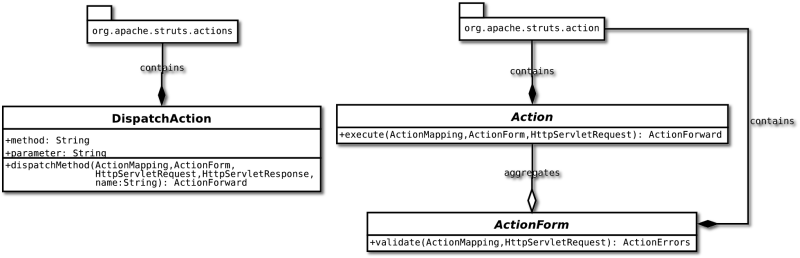 org.apache.struts.actions
contains
DispatchAction
+method: String
+parameter: String
+dispatchMethod(ActionMapping,ActionForm,
HttpServletRequest,HttpServletResponse,
name:String): ActionForward
org.apache.struts.action
contains
Action
+execute(ActionMapping,ActionForm,HttpServletRequest): ActionForward
contains
aggregates
ActionForm
+validate(ActionMapping,HttpServletRequest): ActionErrors